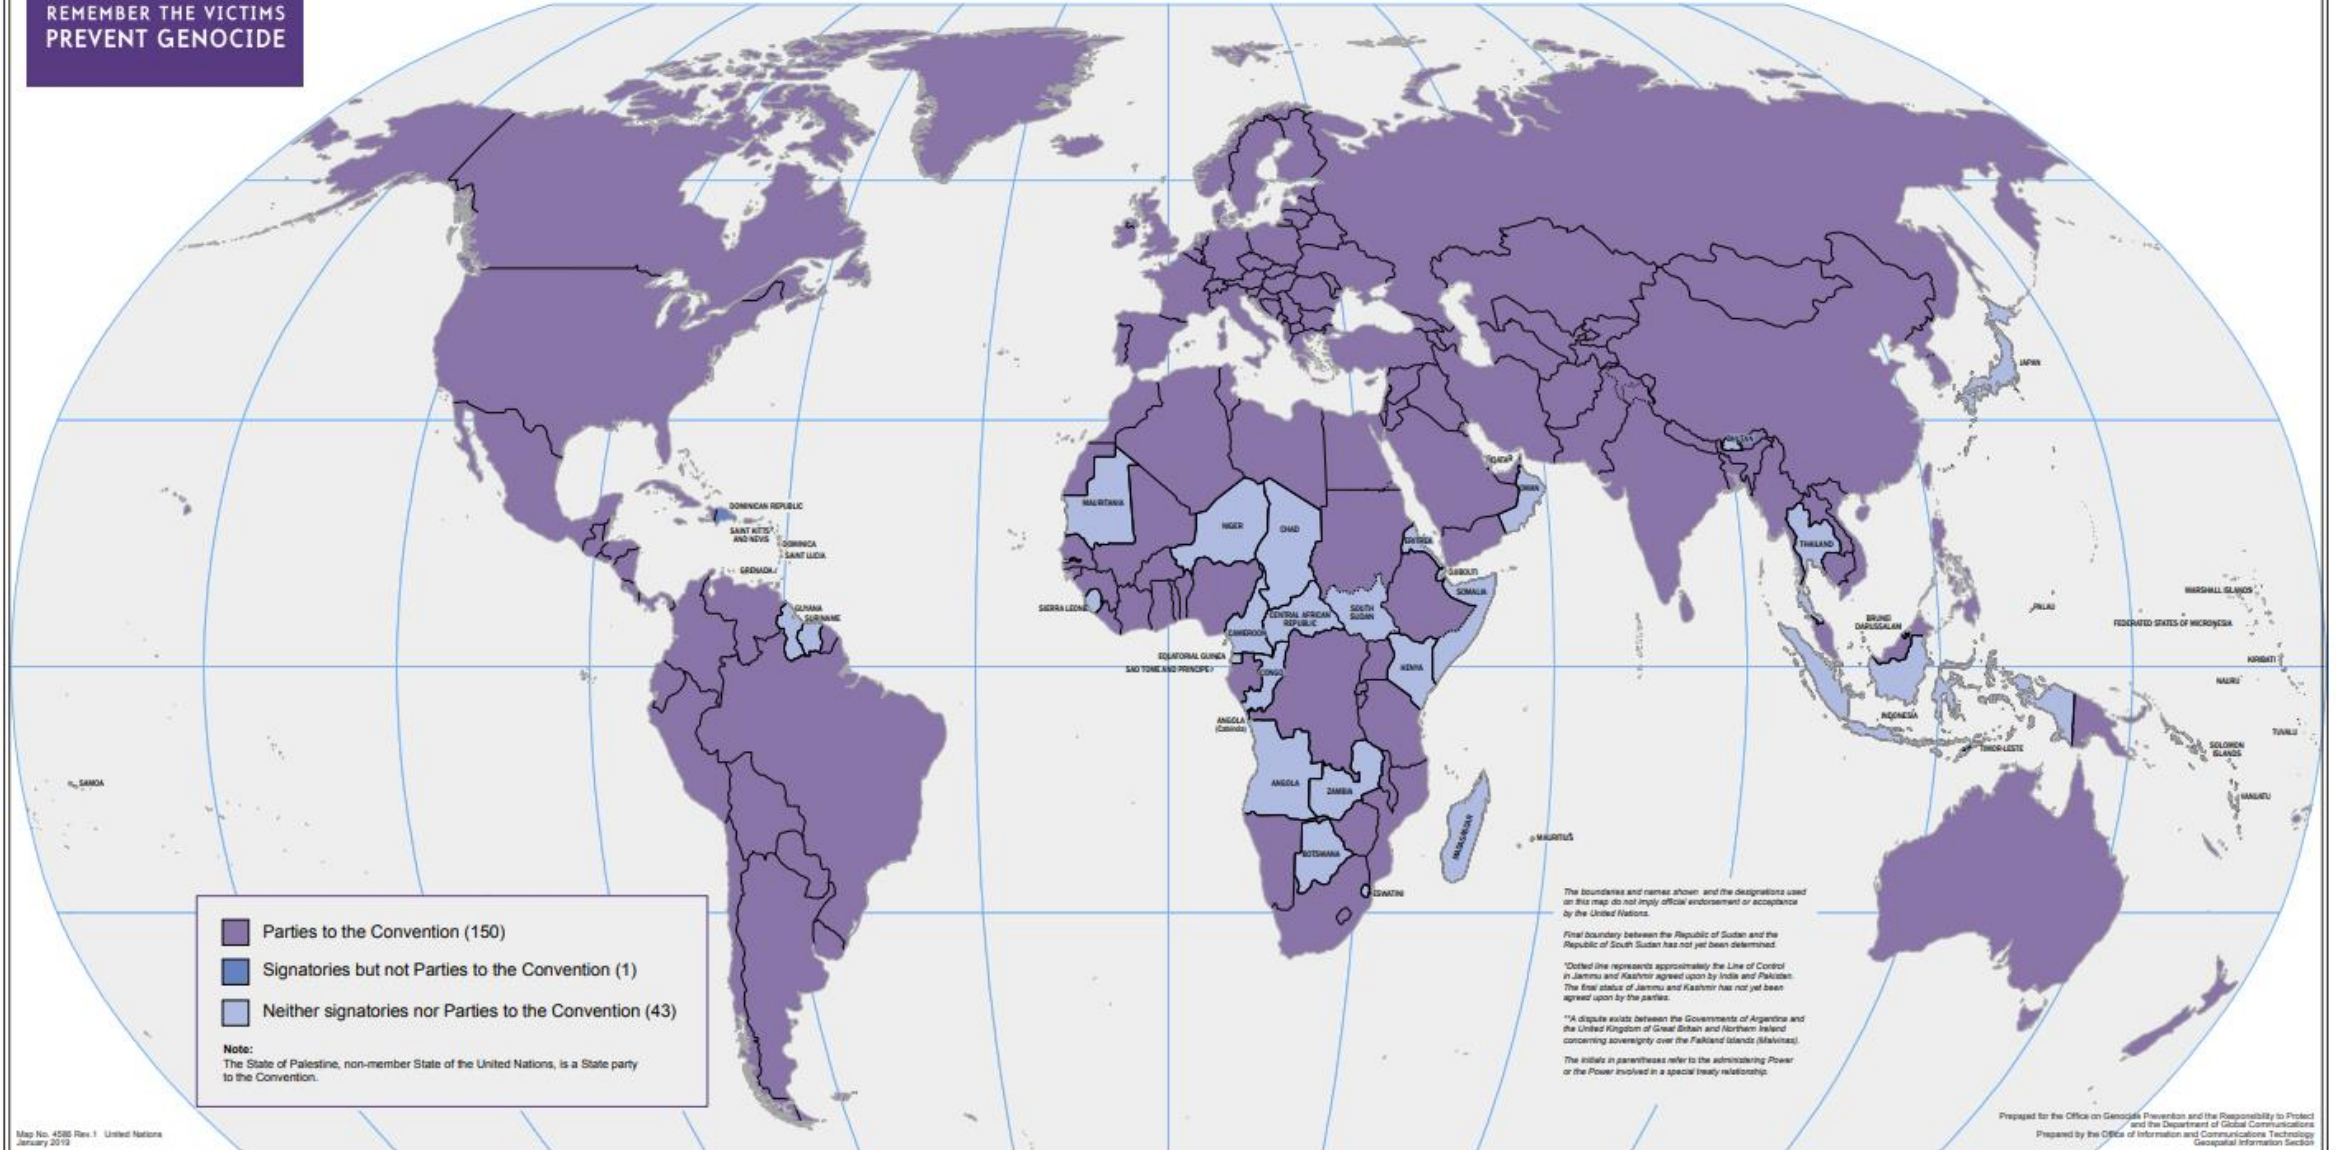 REMEMBER THE VICTIMS
PREVENT GENOCIDE
JAPAN
BHUTAN
QATAR
OMAN
MAURITANIA
NIGER
CHAD
ERITREA
DJIBOUTI
SOMALIA
THAILAND
DOMINICAN REPUBLIC
SAINT KITTS
AND NEVIS
DOMINICA
SAINT LUCIA
GRENADA
GUYANA
SURINAME
SIERRA LEONE
CENTRAL AFRICAN
REPUBLIC
SOUTH
SUDAN
CAMEROON
EQUATORIAL GUINEA
SAO TOME AND PRINCIPE
CONGO
KENYA
BRUNEI
DARUSSALAM
PALAU
MARSHALL ISLANDS
FEDERATED STATES OF MICRONESIA
KIRIBATI
NAURU
INDONESIA
TIMOR-LESTE
TUVALU
SOLOMON
ISLANDS
VANUATU
SAMOA
ANGOLA
(Cabinda)
ANGOLA
ZAMBIA
MADAGASCAR
MAURITIUS
BOTSWANA
ESWATINI
Parties to the Convention (150)
Signatories but not Parties to the Convention (1)
Neither signatories nor Parties to the Convention (43)
Note:
The State of Palestine, non-member State of the United Nations, is a State party
to the Convention.
The boundaries and names shown and the designations used
on this map do not imply official endorsement or acceptance
by the United Nations.
Final boundary between the Republic of Sudan and the
Republic of South Sudan has not yet been determined.
*Dotted line represents approximately the Line of Control
in Jammu and Kashmir agreed upon by India and Pakistan.
The final status of Jammu and Kashmir has not yet been
agreed upon by the parties.
**A dispute exists between the Governments of Argentina and
the United Kingdom of Great Britain and Northern Ireland
concerning sovereignty over the Falkland Islands (Malvinas).
The initials in parentheses refer to the administering Power
or the Power involved in a special treaty relationship.
Map No. 4586 Rev.1 United Nations
January 2019
Prepaped for the Office on Genocide Prevention and the Responsibility to Protect
and the Department of Global Communications
Prepared by the Office of Information and Communications Technology
Geospatial Information Section